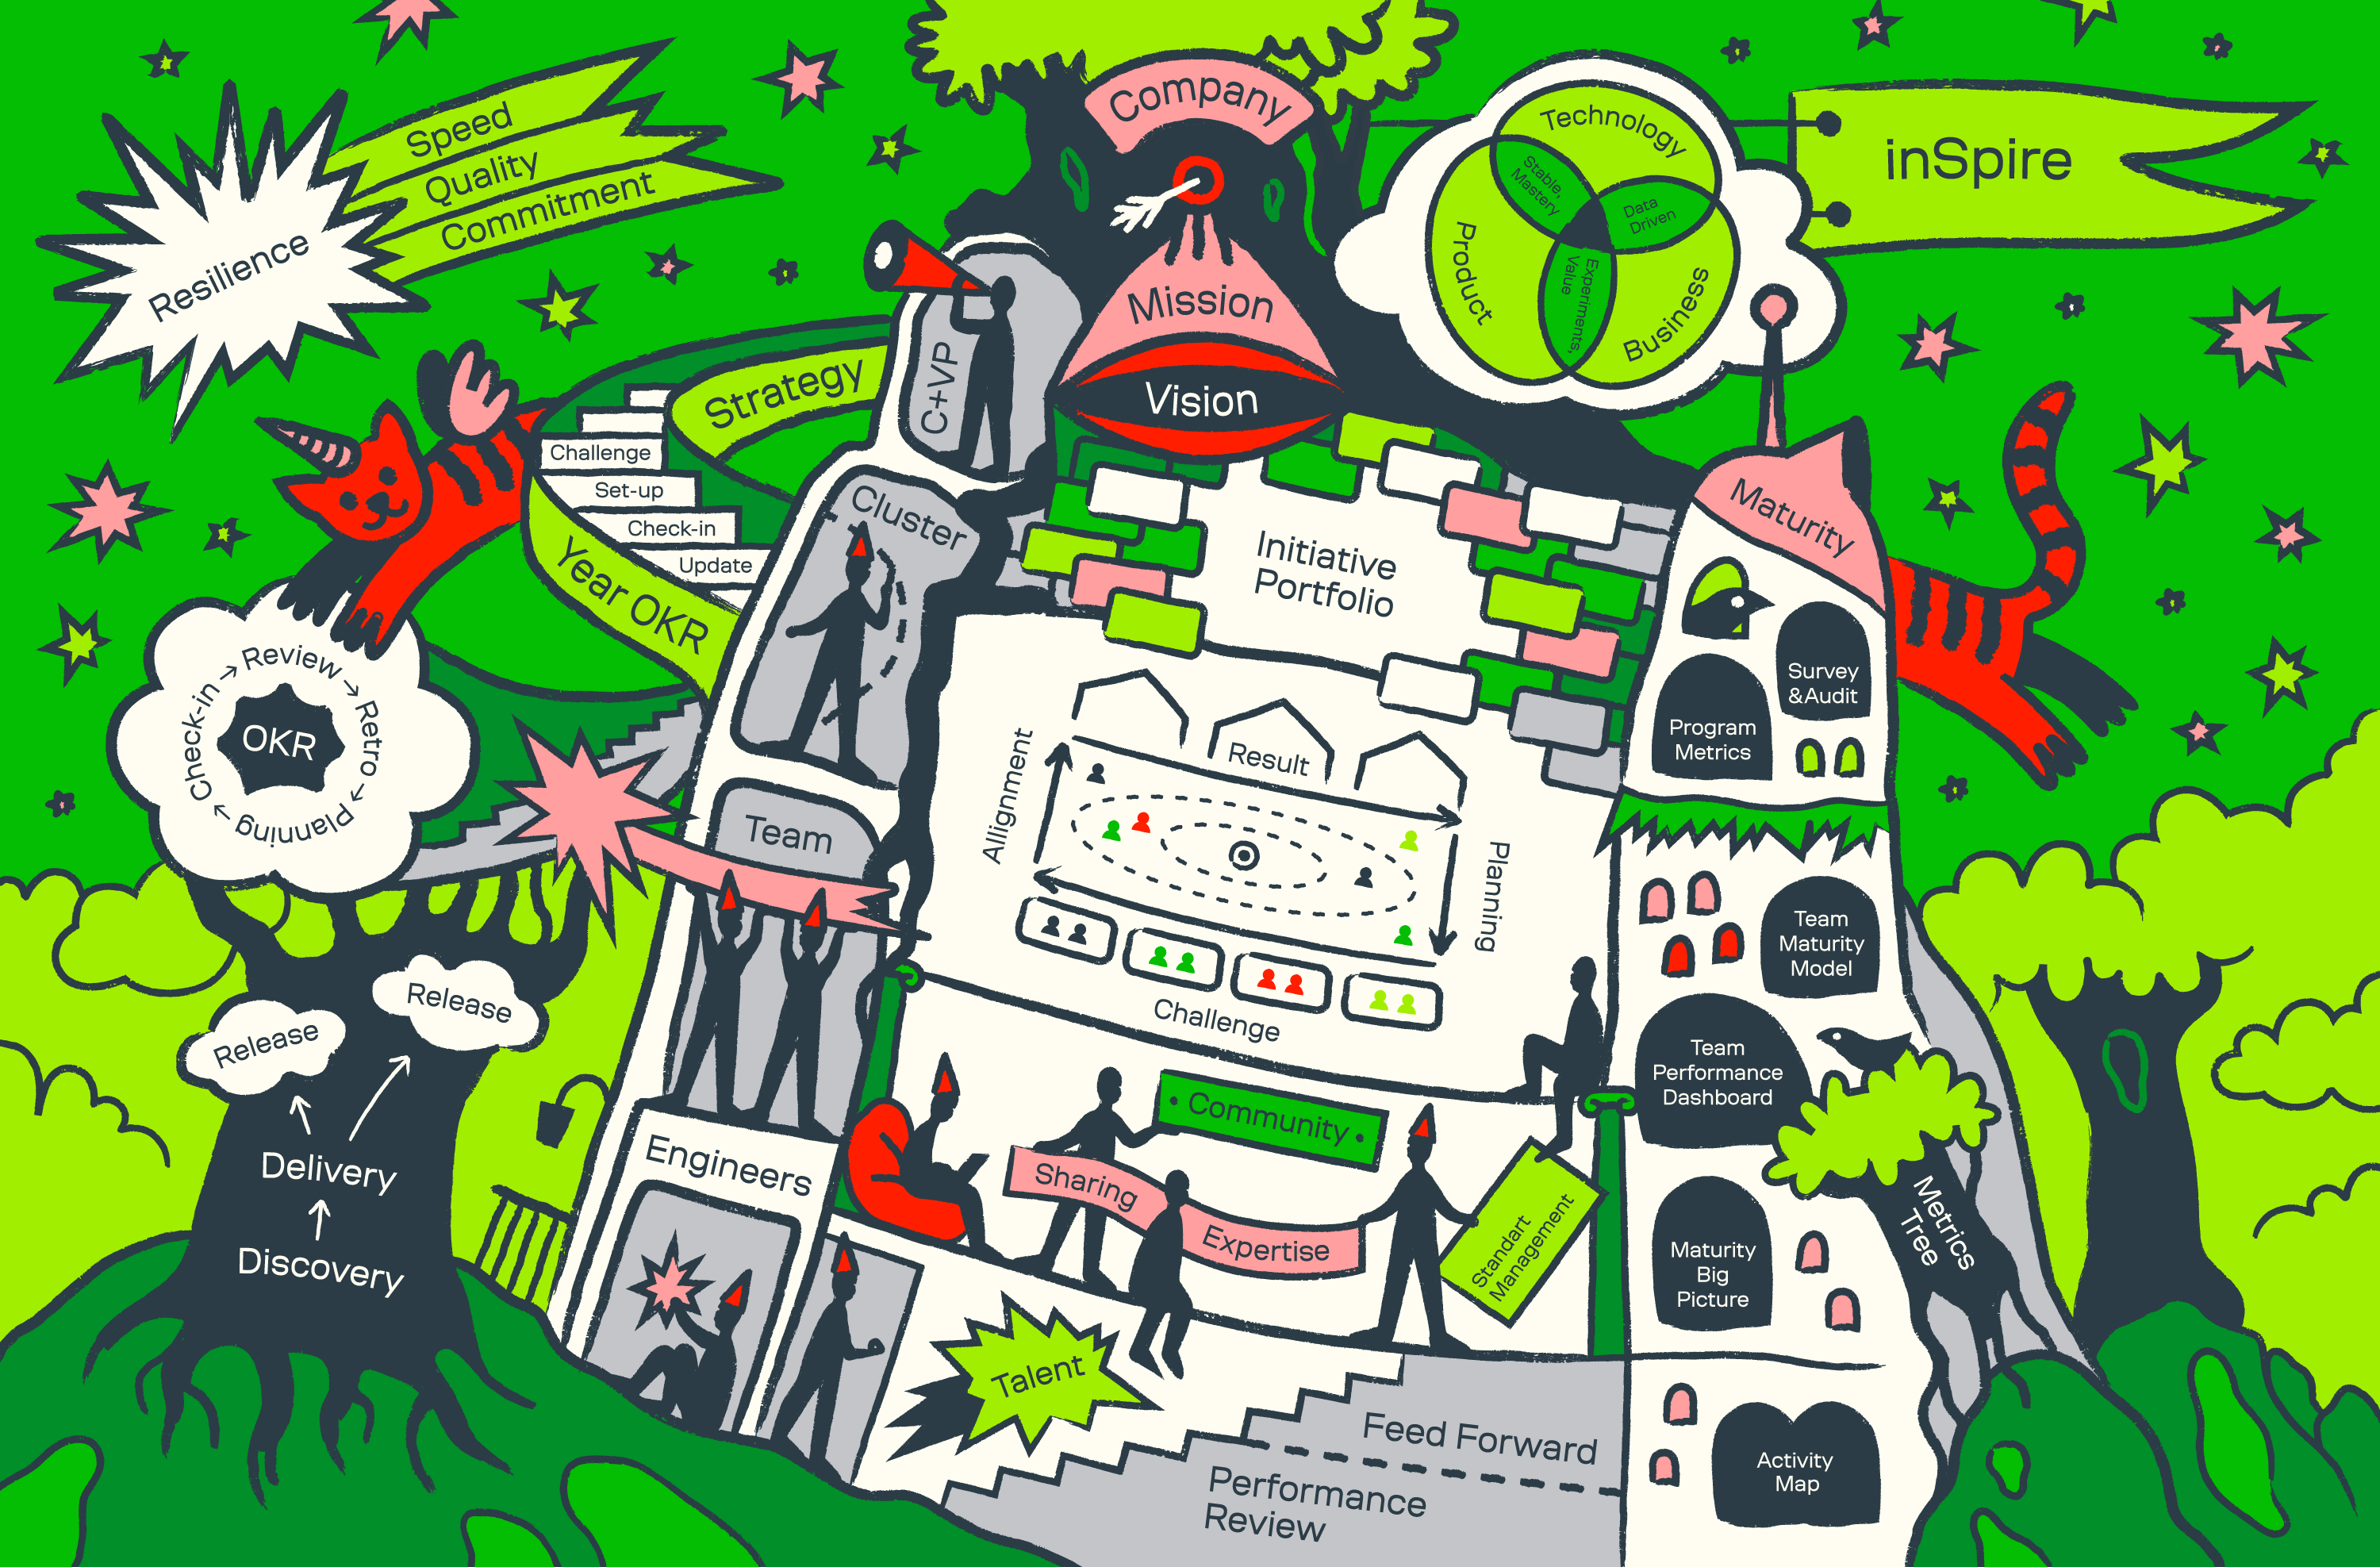 Company
Technology
Speed
Quality
Commitment
inSpire
Stable,
Mastery
Data
Driven
Product
Experiments,
Value
Business
Resilience
Mission
Vision
C+VP
Strategy
Challenge
Set-up
Check-in
Update
Year OKR
Cluster
Maturity
Initiative
Portfolio
Survey
&Audit
Program
Metrics
Review → Retro → Planning → Check-in →
OKR
Team
Result
Allignment
Planning
Challenge
Team
Maturity
Model
Team
Performance
Dashboard
Release
Release
Delivery
Discovery
Engineers
Community
Sharing
Expertise
Standart
Management
Metrics
Tree
Maturity
Big
Picture
Talent
Feed Forward
Performance
Review
Activity
Map